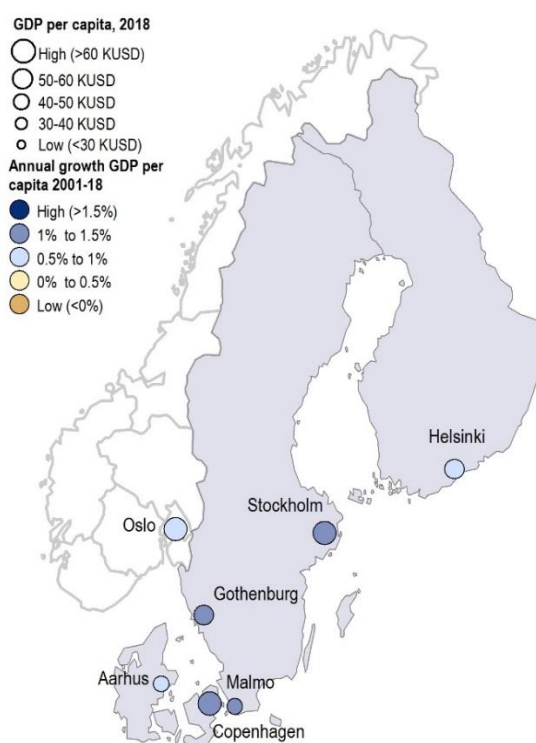 GDP per capita, 2018
High (>60 KUSD)
50-60 KUSD
40-50 KUSD
30-40 KUSD
Low (<30 KUSD)
Annual growth GDP per
capita 2001-18
High (>1.5%)
1% to 1.5%
0.5% to 1%
0% to 0.5%
Low (<0%)
Helsinki
Stockholm
Oslo
Gothenburg
Aarhus
Malmo
Copenhagen